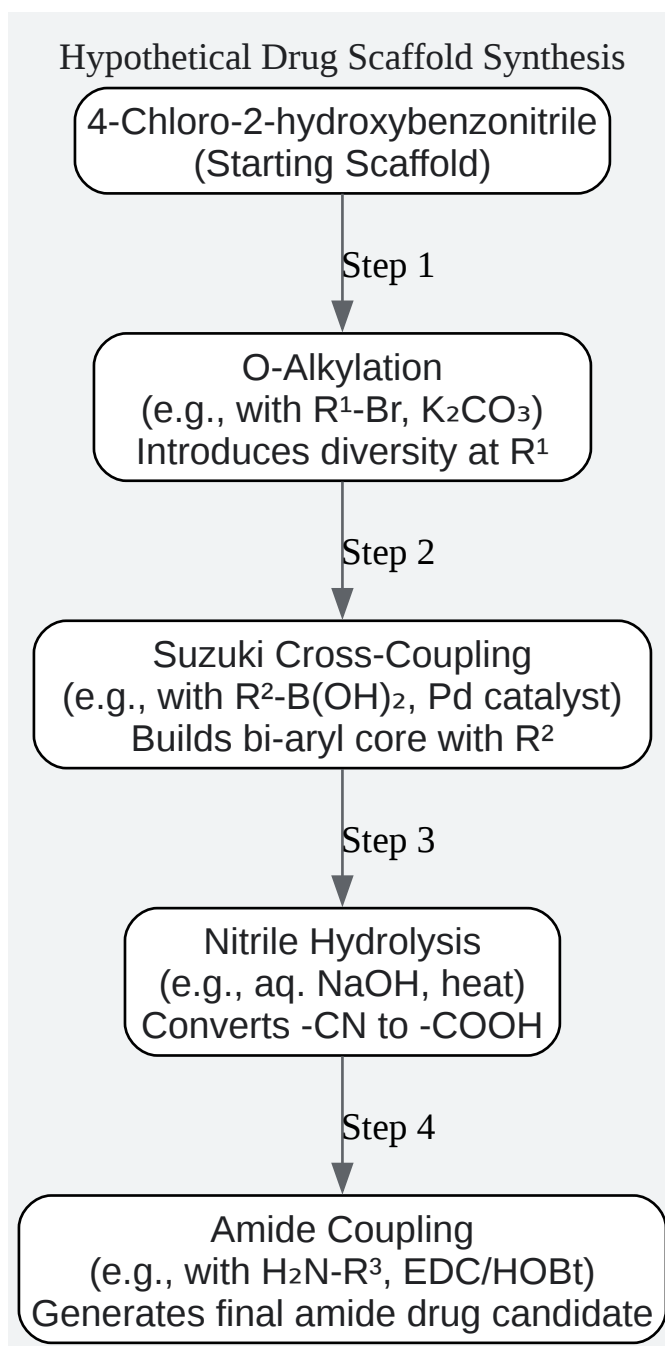 Hypothetical Drug Scaffold Synthesis
4-Chloro-2-hydroxybenzonitrile
(Starting Scaffold)
Step 1
O-Alkylation
(e.g., with R¹-Br, K₂CO₃)
Introduces diversity at R¹
Step 2
Suzuki Cross-Coupling
(e.g., with R²-B(OH)₂, Pd catalyst)
Builds bi-aryl core with R²
Step 3
Nitrile Hydrolysis
(e.g., aq. NaOH, heat)
Converts -CN to -COOH
Step 4
Amide Coupling
(e.g., with H₂N-R³, EDC/HOBt)
Generates final amide drug candidate